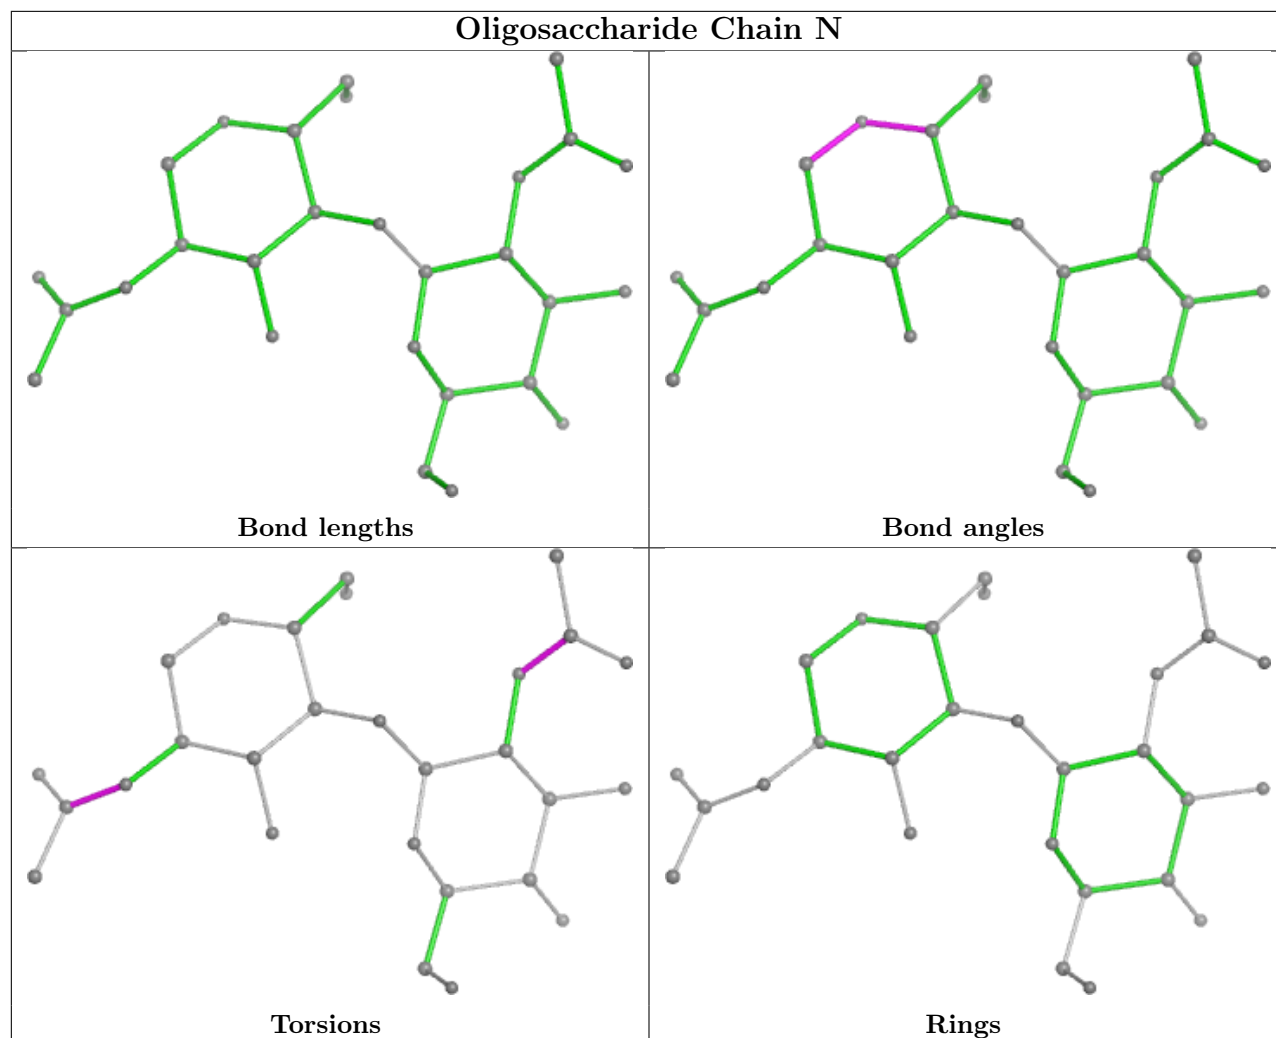 Oligosaccharide Chain N
Bond lengths
Bond angles
Torsions
Rings